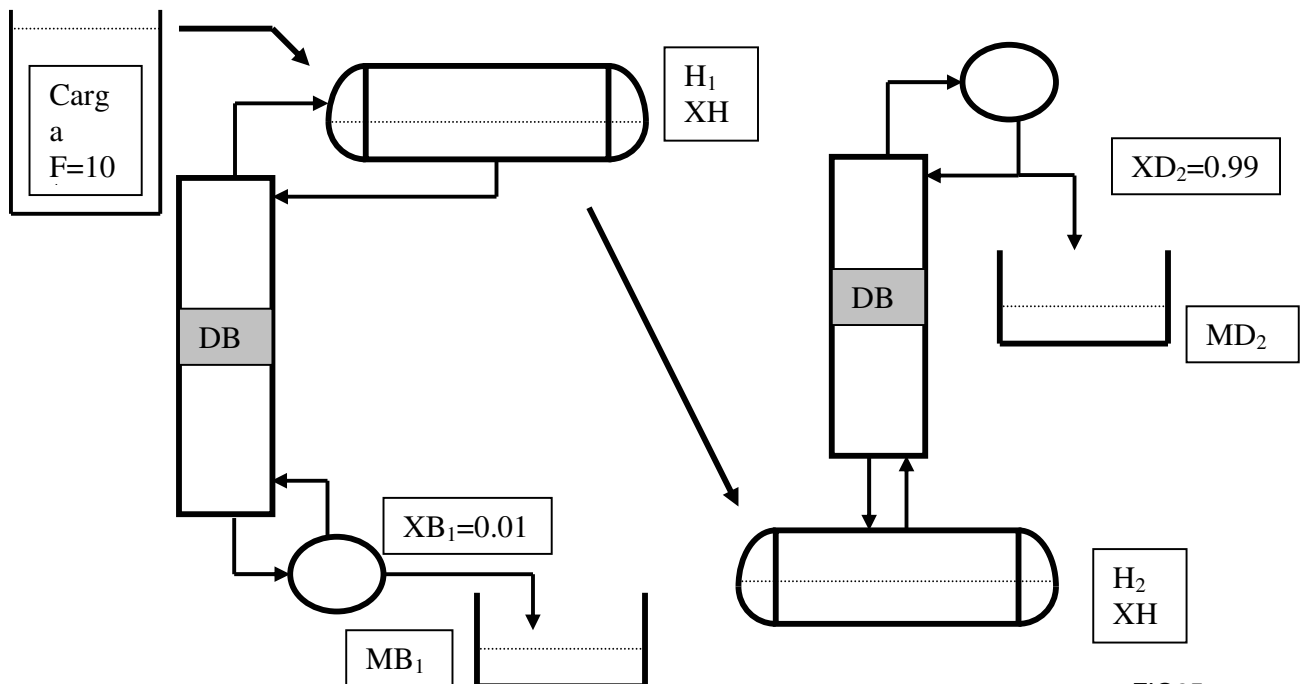 Carg
a
F=10
H₁
XH
XD₂=0.99
DB
DB
MD₂
XB₁=0.01
H₂
XH
MB₁